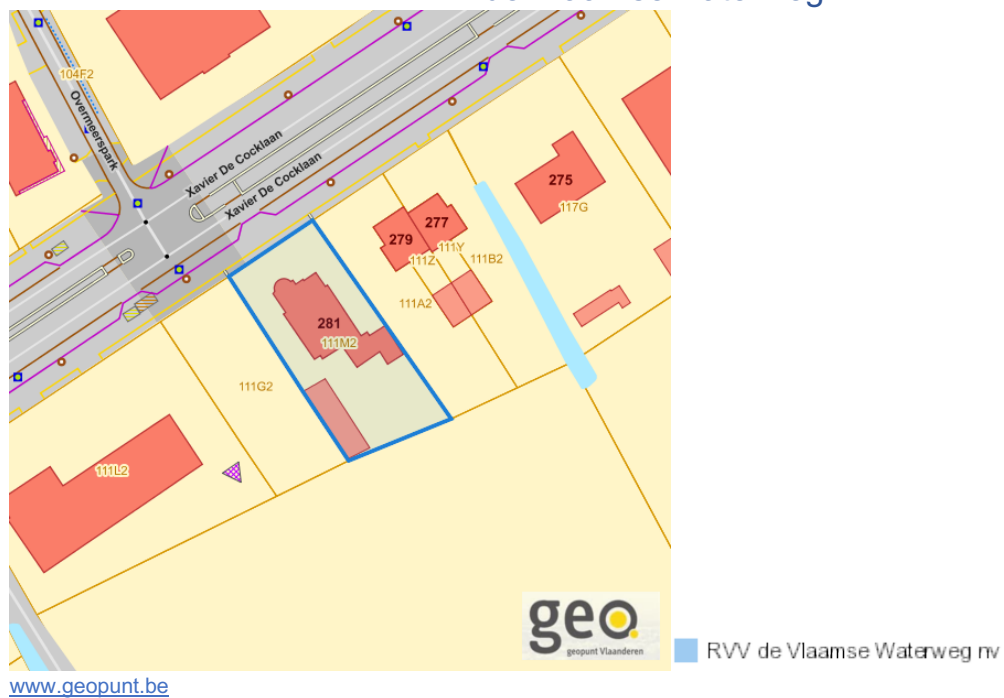 104F2
Overmeerspark
Xavier De Cocklaan
Xavier De Cocklaan
275
117G
277
279
111Y
111Z
111B2
111A2
281
111M2
111G2
111L2
geo
geopunt Vlaanderen
RVV de Vlaamse Waterweg nv
www.geopunt.be